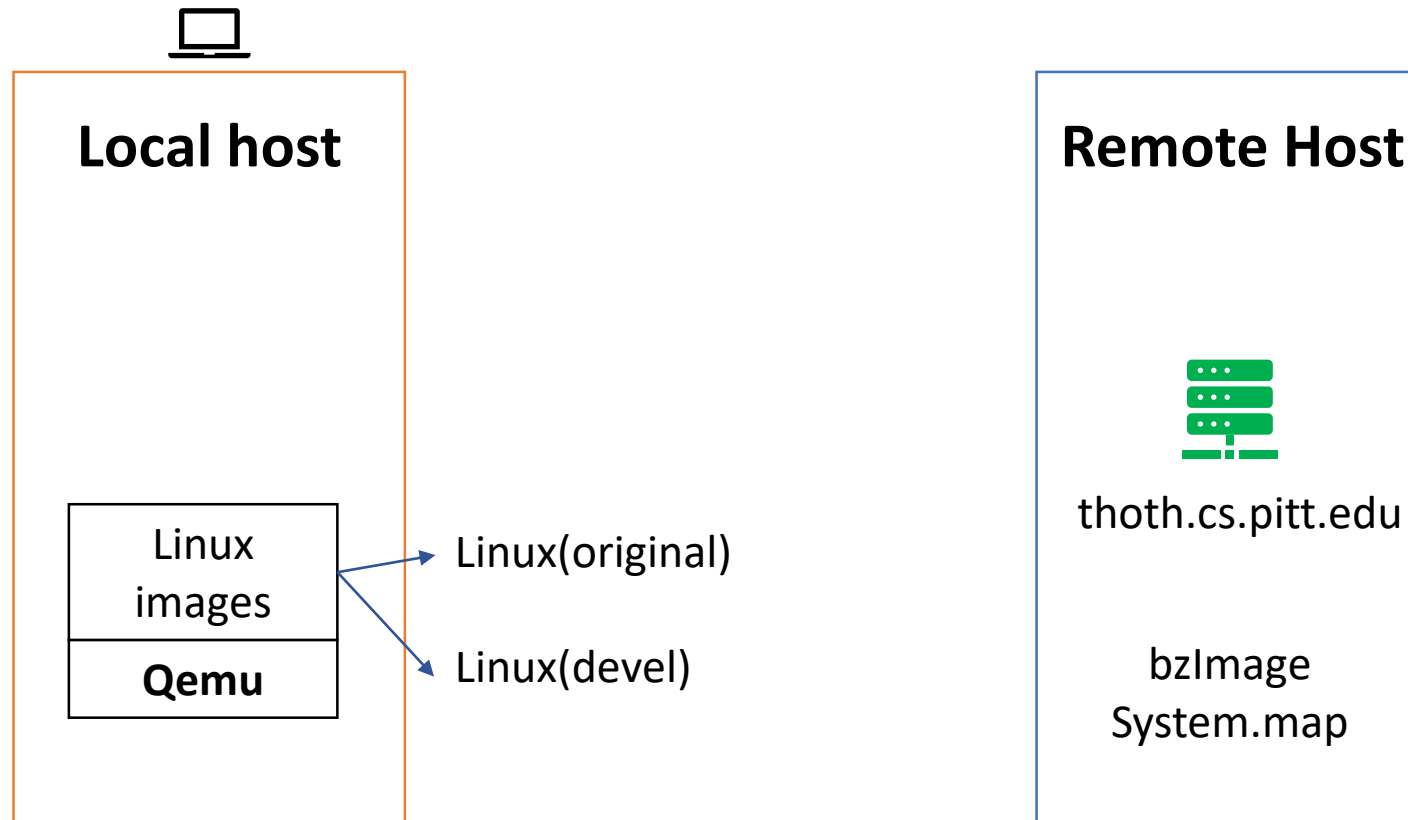 Local host
Linux
images
Qemu
Linux(original)
Linux(devel)
Remote Host
thoth.cs.pitt.edu
bzImage
System.map